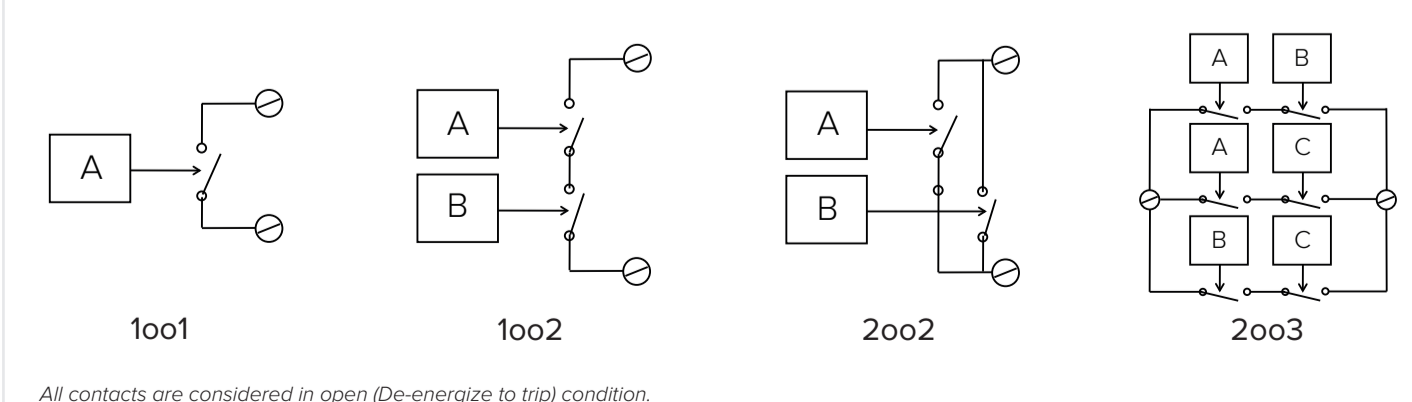 A
B
A
A
A
C
A
B
B
B
C
1oo1
1oo2
2oo2
2oo3
All contacts are considered in open (De-energize to trip) condition.